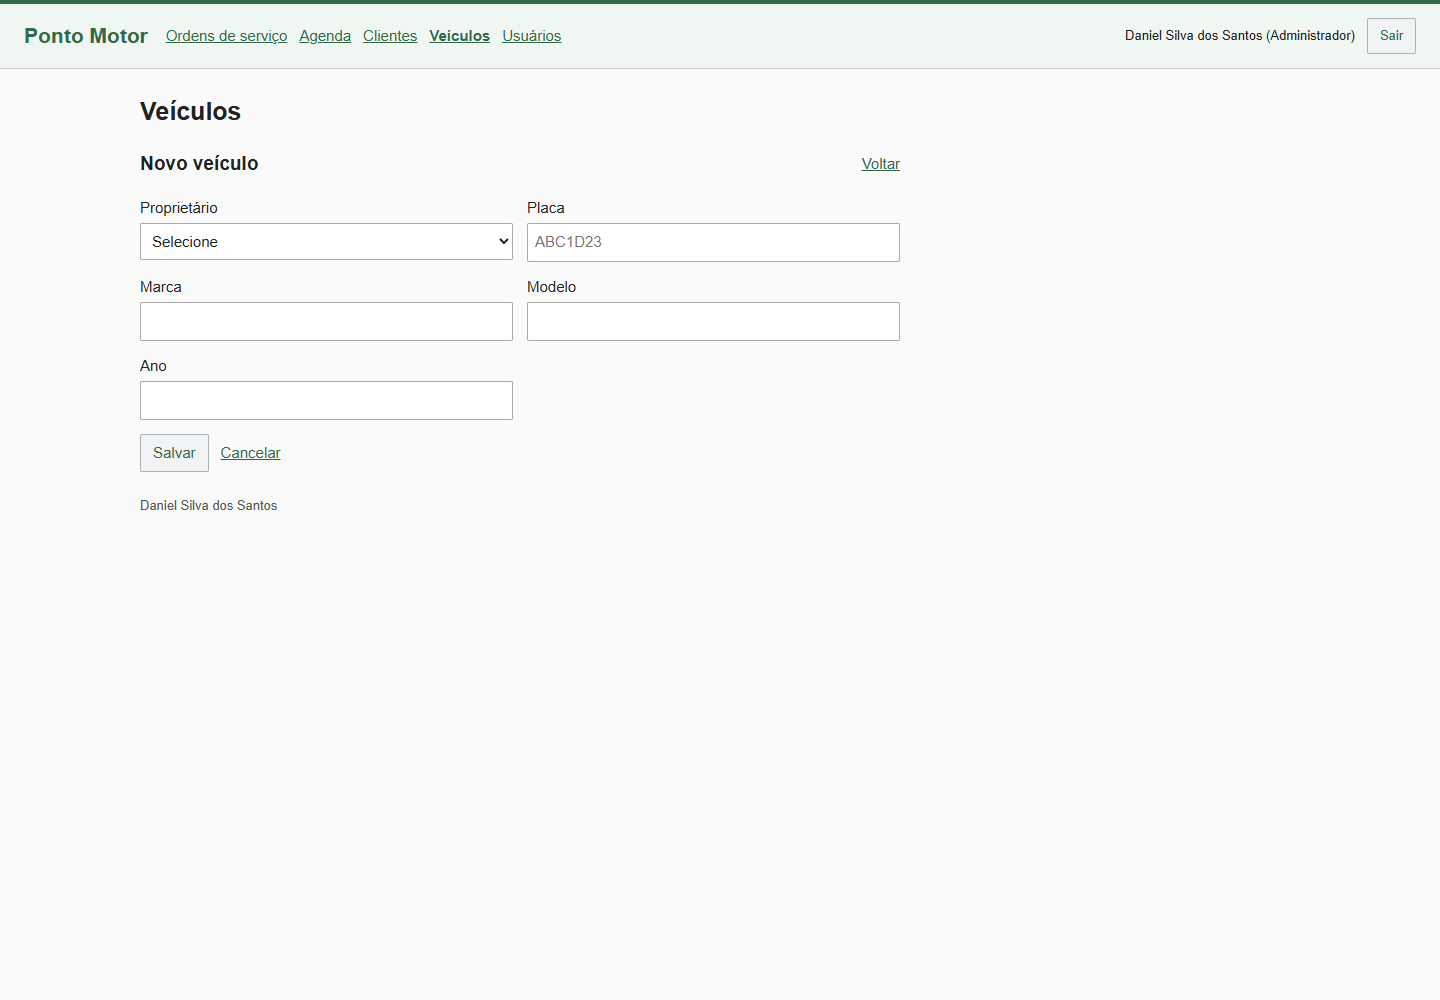 Ponto Motor Ordens de serviço Agenda Clientes Veículos Usuários Daniel Silva dos Santos (Administrador) Sair
Veículos
Novo veículo Voltar
Proprietário Placa
Selecione ABC1D23
Marca Modelo
Ano
Salvar Cancelar
Daniel Silva dos Santos